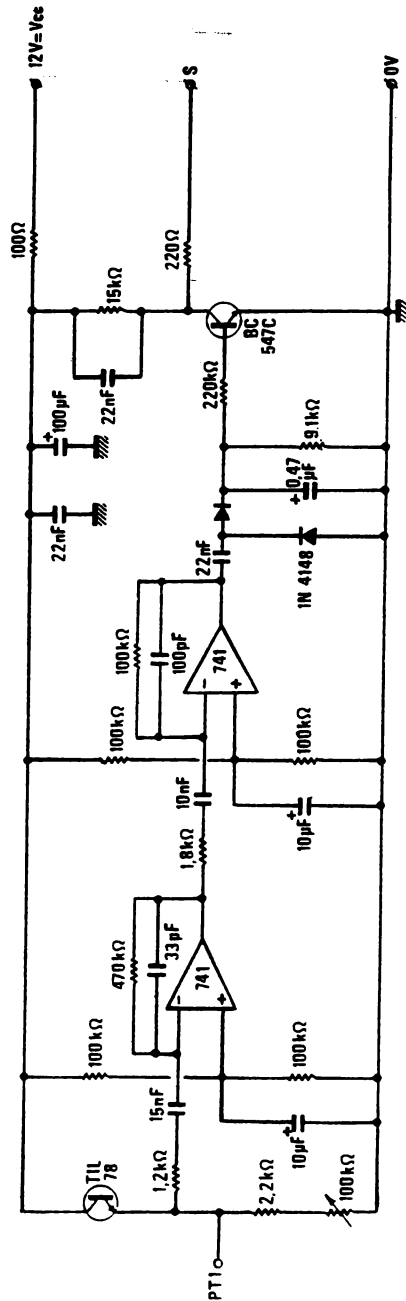 12V=Vcc
S
0V
100Ω
15kΩ
22nF
220Ω
+
100µF
22nF
BC
547C
220kΩ
9.1kΩ
+
0,47
µF
22nF
1N 4148
100kΩ
100pF
741
-
+
100kΩ
100kΩ
10µF
+
10nF
1,8kΩ
470kΩ
33pF
741
-
+
100kΩ
100kΩ
10µF
+
15nF
1,2kΩ
TIL
78
2,2kΩ
100kΩ
PT1